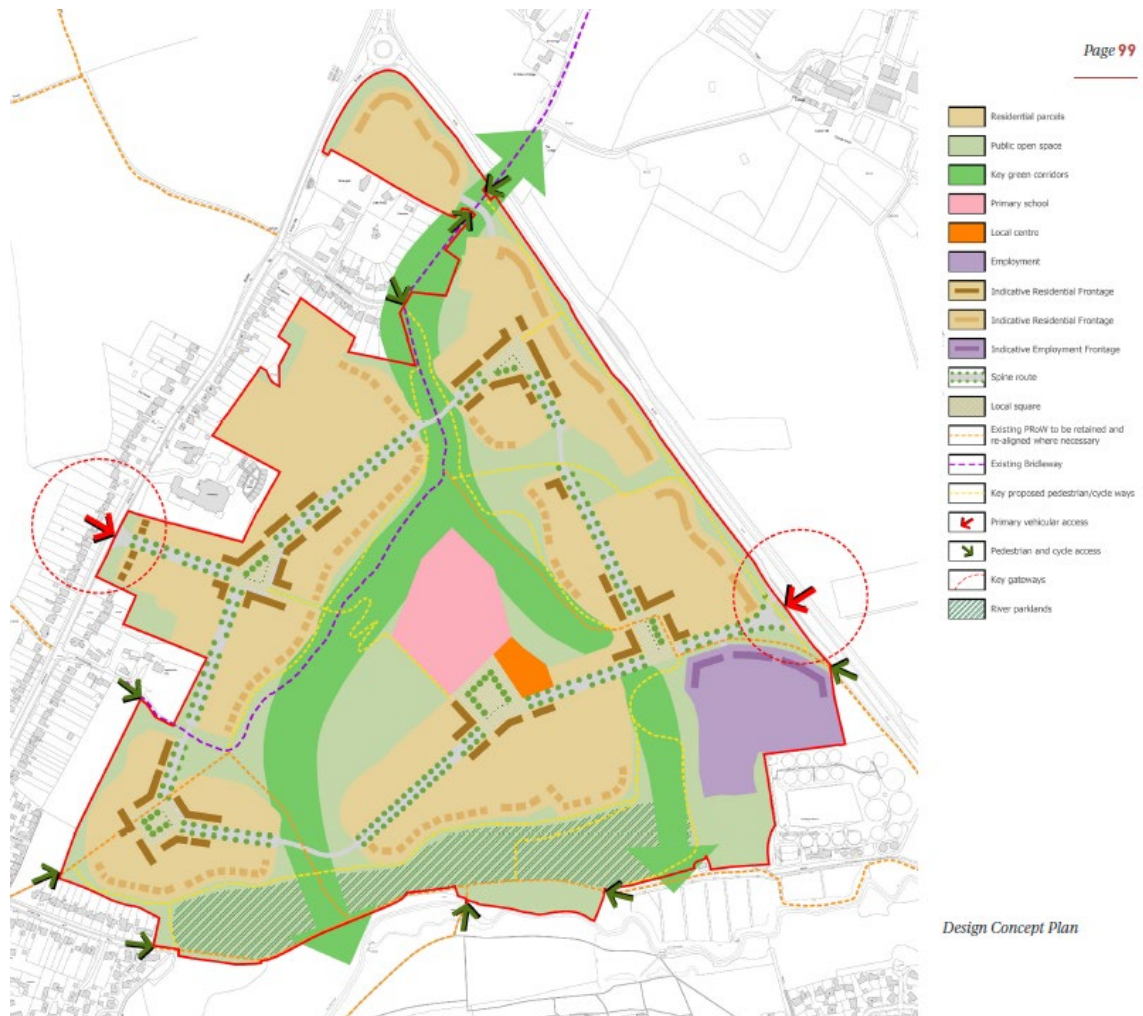 Page 99
Residential parcels
Public open space
Key green corridors
Primary school
Local centre
Employment
Indicative Residential Frontage
Indicative Residential Frontage
Indicative Employment Frontage
Spine route
Local square
Existing PRoW to be retained and
re-aligned where necessary
Existing Bridleway
Key proposed pedestrian/cycle ways
Primary vehicular access
Pedestrian and cycle access
Key gateways
River parklands
Design Concept Plan